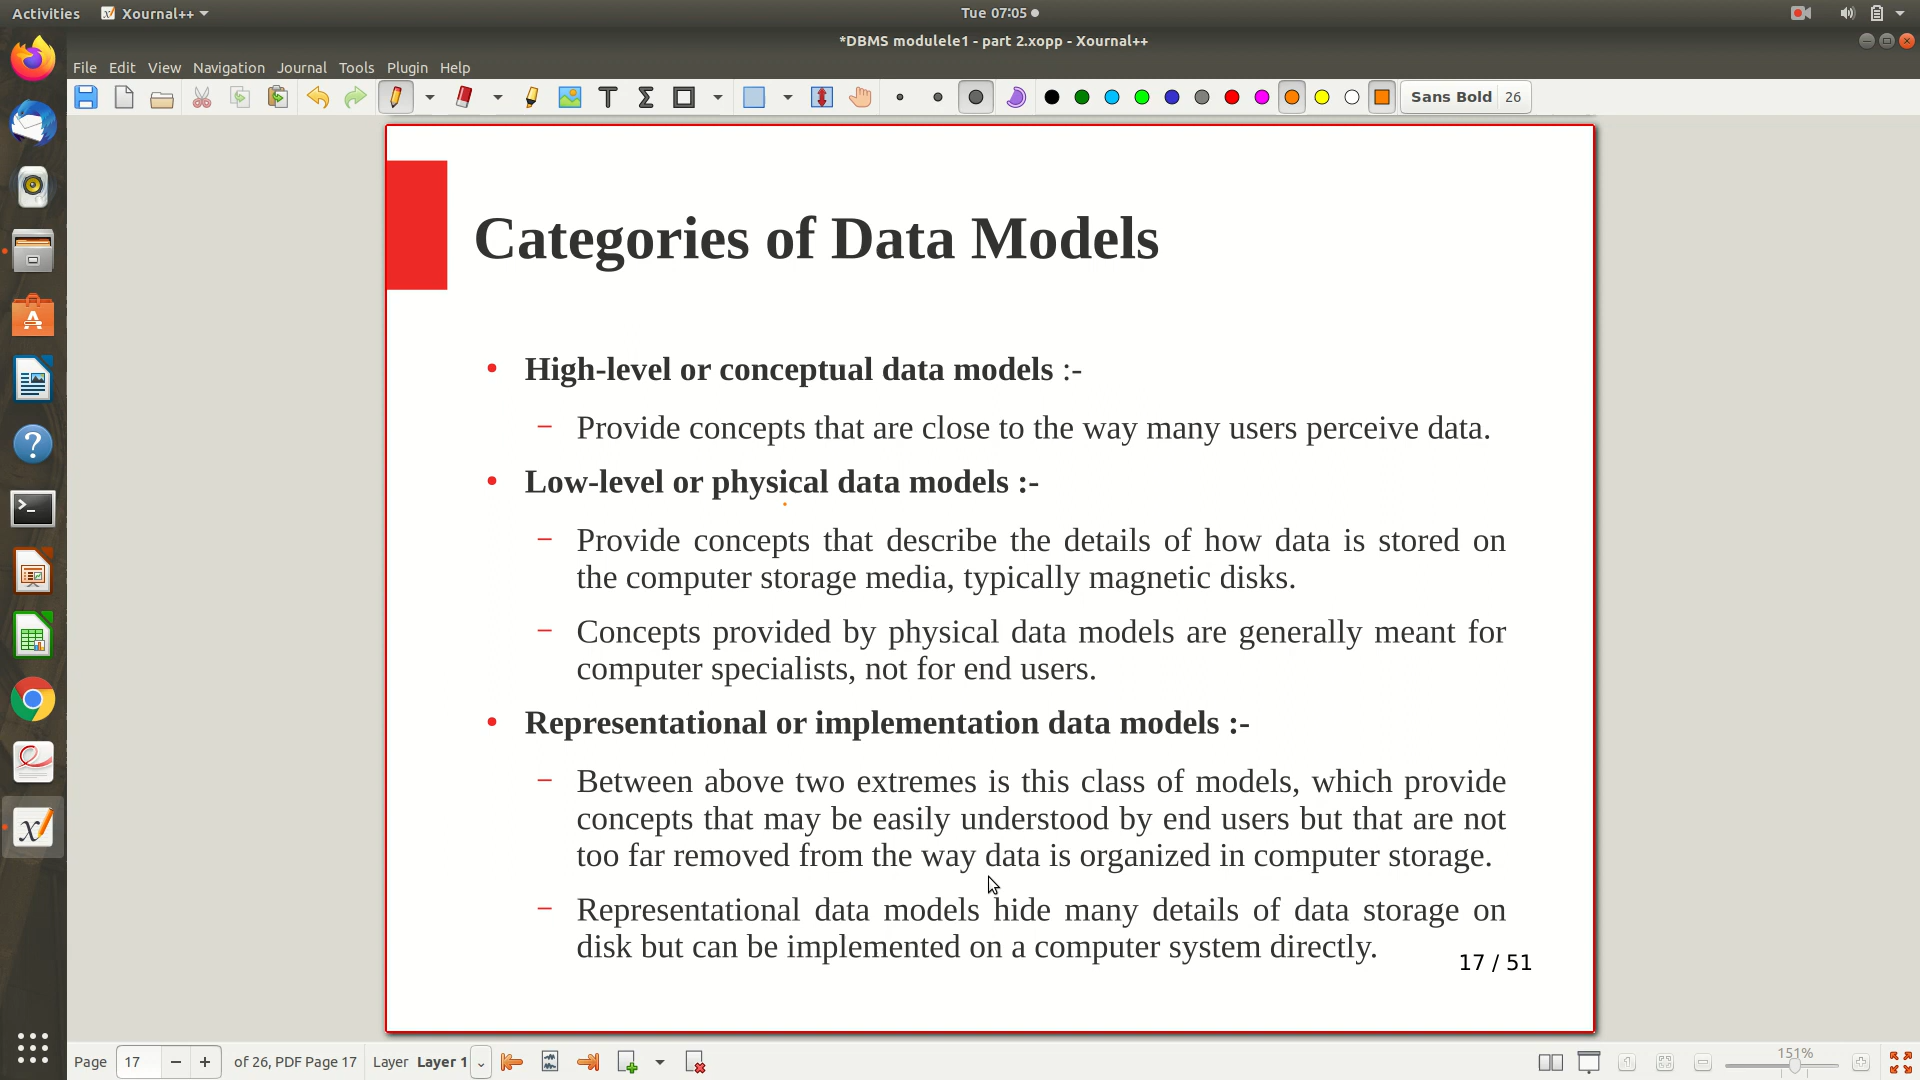 Activities Xournal++ Tue 07:05
*DBMS modulele1 - part 2.xopp - Xournal++
File Edit View Navigation Journal Tools Plugin Help
Sans Bold 26
Categories of Data Models
• High-level or conceptual data models :-
– Provide concepts that are close to the way many users perceive data.
• Low-level or physical data models :-
– Provide concepts that describe the details of how data is stored on
the computer storage media, typically magnetic disks.
– Concepts provided by physical data models are generally meant for
computer specialists, not for end users.
• Representational or implementation data models :-
– Between above two extremes is this class of models, which provide
concepts that may be easily understood by end users but that are not
too far removed from the way data is organized in computer storage.
– Representational data models hide many details of data storage on
disk but can be implemented on a computer system directly.
17 / 51
Page 17 − + of 26, PDF Page 17 Layer Layer 1 151%